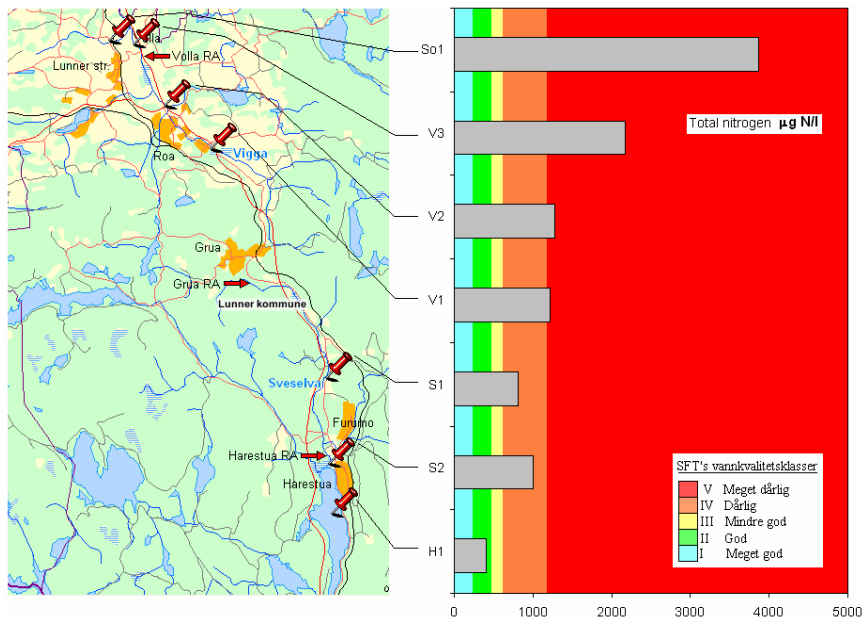 Volla RA
Lunner str.
Roa
Vigga
Grua
Grua RA
Lunner kommune
Sveselva
Furumo
Harestua RA
Harestua
So1
V3
V2
V1
S1
S2
H1
Total nitrogen µg N/l
SFT's vannkvalitetsklasser
V Meget dårlig
IV Dårlig
III Mindre god
II God
I Meget god
0 1000 2000 3000 4000 5000